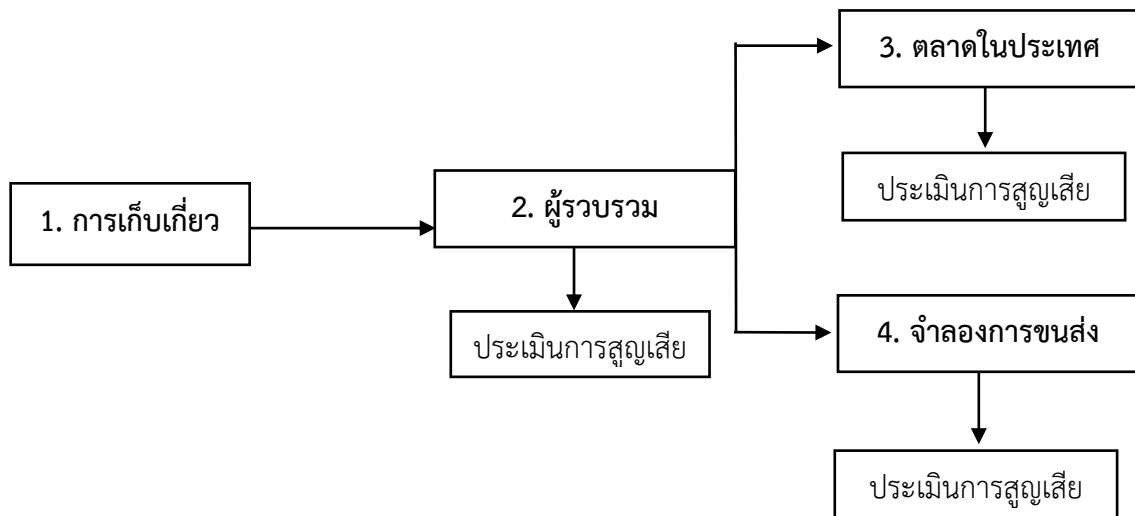 3. ตลาดในประเทศ
ประเมินการสูญเสีย
1. การเก็บเกี่ยว
2. ผู้รวบรวม
ประเมินการสูญเสีย
4. จำลองการขนส่ง
ประเมินการสูญเสีย